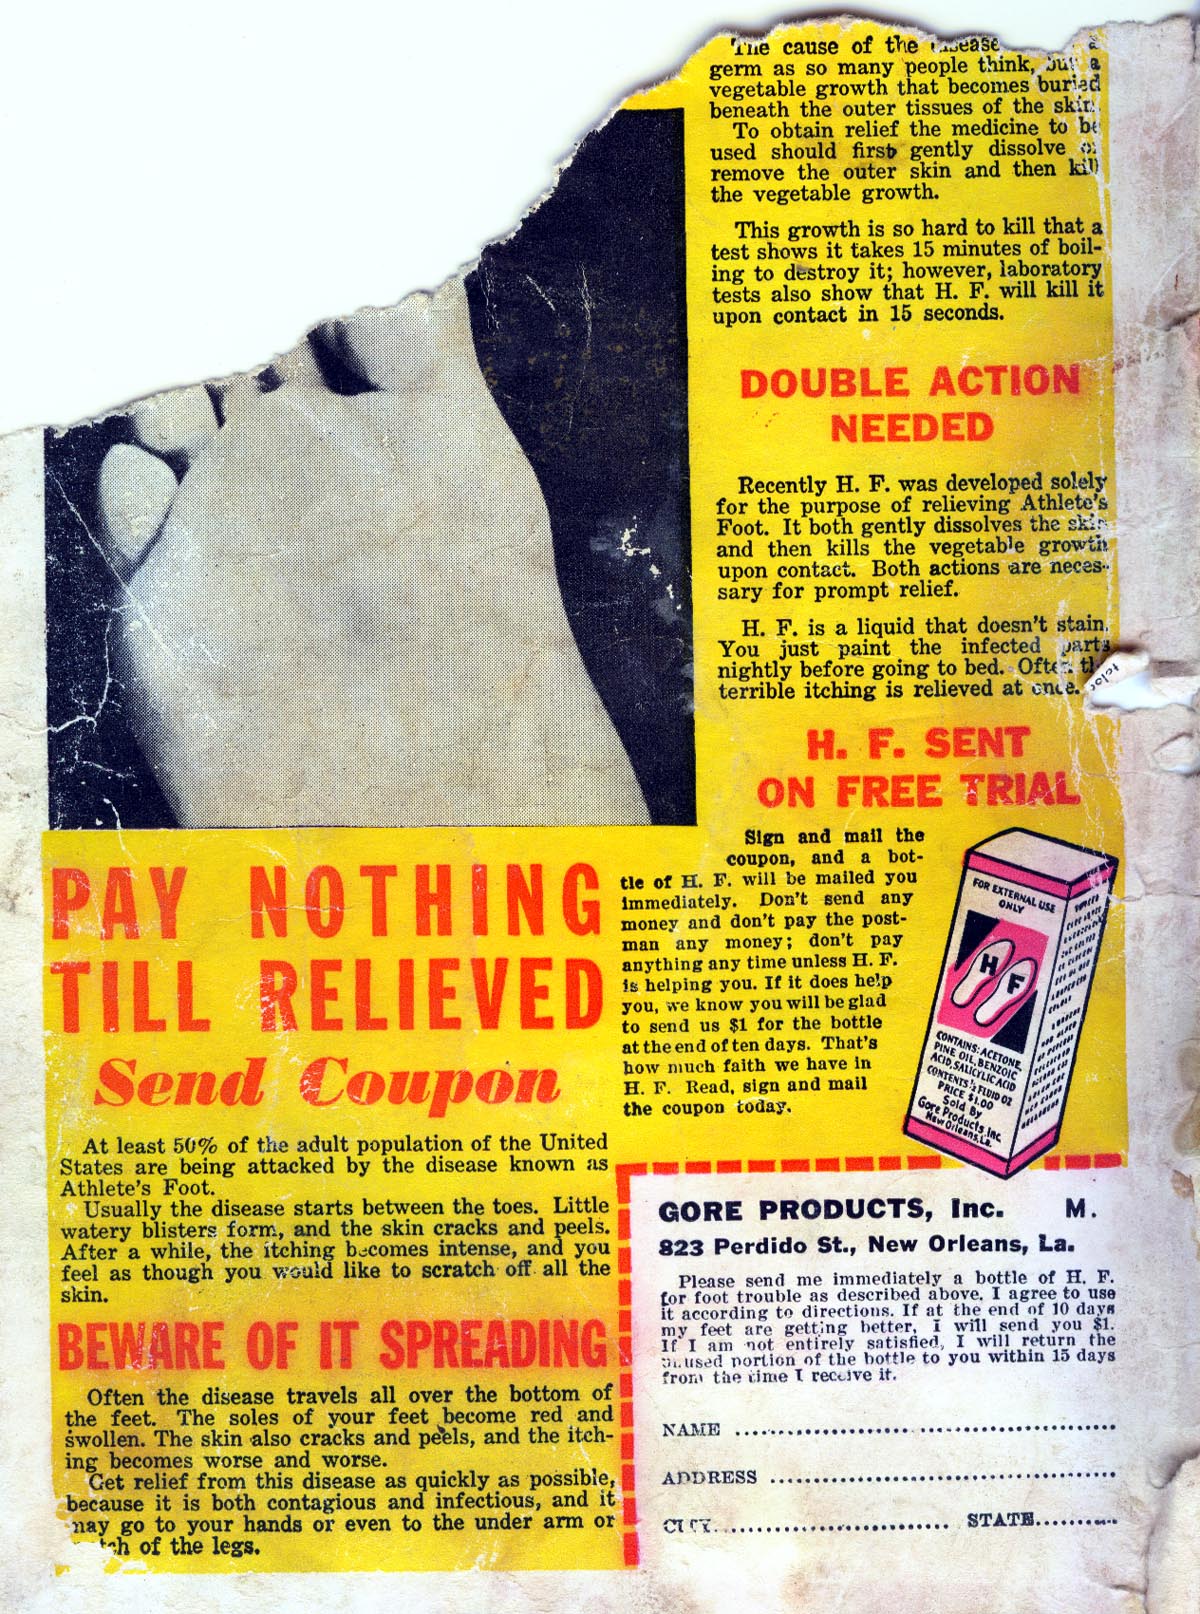 PAY NOTHING
TILL RELIEVED
Send Coupon
At least 50% of the adult population of the United
States are being attacked by the disease known as
Athlete's Foot.
Usually the disease starts between the toes. Little
watery blisters form, and the skin cracks and peels.
After a while, the itching becomes intense, and you
feel as though you would like to scratch off all the
skin.
BEWARE OF IT SPREADING
Often the disease travels all over the bottom of
the feet. The soles of your feet become red and
swollen. The skin also cracks and peels, and the itch-
ing becomes worse and worse.
Get relief from this disease as quickly as possible,
because it is both contagious and infectious, and it
may go to your hands or even to the under arm or
of the legs.
The cause of the disease
germ as so many people think, but a
vegetable growth that becomes buried
beneath the outer tissues of the skin.
To obtain relief the medicine to be
used should first gently dissolve or
remove the outer skin and then kill
the vegetable growth.
This growth is so hard to kill that a
test shows it takes 15 minutes of boil-
ing to destroy it; however, laboratory
tests also show that H. F. will kill it
upon contact in 15 seconds.
DOUBLE ACTION
NEEDED
Recently H. F. was developed solely
for the purpose of relieving Athlete's
Foot. It both gently dissolves the skin
and then kills the vegetable growth
upon contact. Both actions are neces-
sary for prompt relief.
H. F. is a liquid that doesn't stain.
You just paint the infected parts
nightly before going to bed. Often the
terrible itching is relieved at once.
H. F. SENT
ON FREE TRIAL
Sign and mail the
coupon, and a bot-
tle of H. F. will be mailed you
immediately. Don't send any
money and don't pay the post-
man any money; don't pay
anything any time unless H. F.
is helping you. If it does help
you, we know you will be glad
to send us $1 for the bottle
at the end of ten days. That's
how much faith we have in
H. F. Read, sign and mail
the coupon today.
FOR EXTERNAL USE
ONLY
H F
CONTAINS: ACETONE,
PINE OIL, BENZOIC
ACID, SALICYLIC ACID
CONTENTS ½ FLUID OZ
PRICE $1.00
Sold By
Gore Products, Inc.
New Orleans, La.
GORE PRODUCTS, Inc. M.
823 Perdido St., New Orleans, La.
Please send me immediately a bottle of H. F.
for foot trouble as described above. I agree to use
it according to directions. If at the end of 10 days
my feet are getting better, I will send you $1.
If I am not entirely satisfied, I will return the
unused portion of the bottle to you within 15 days
from the time I receive it.
NAME
ADDRESS
CITY STATE